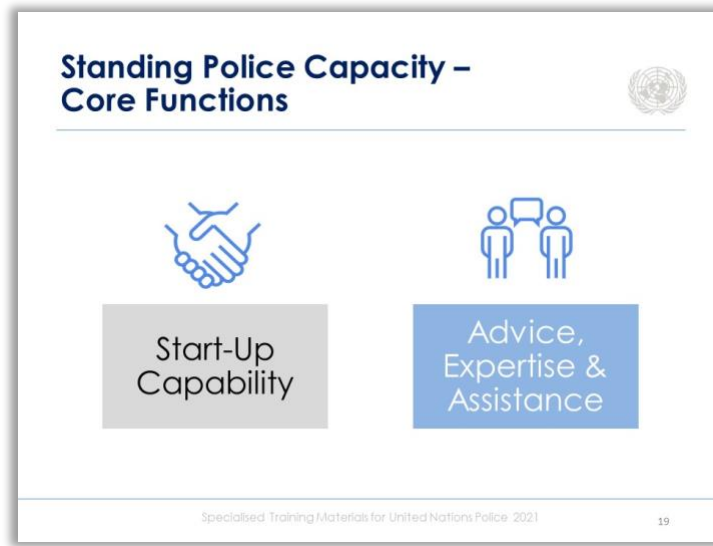 Standing Police Capacity –
Core Functions
Start-Up
Capability
Advice,
Expertise &
Assistance
Specialised Training Materials for United Nations Police 2021
19